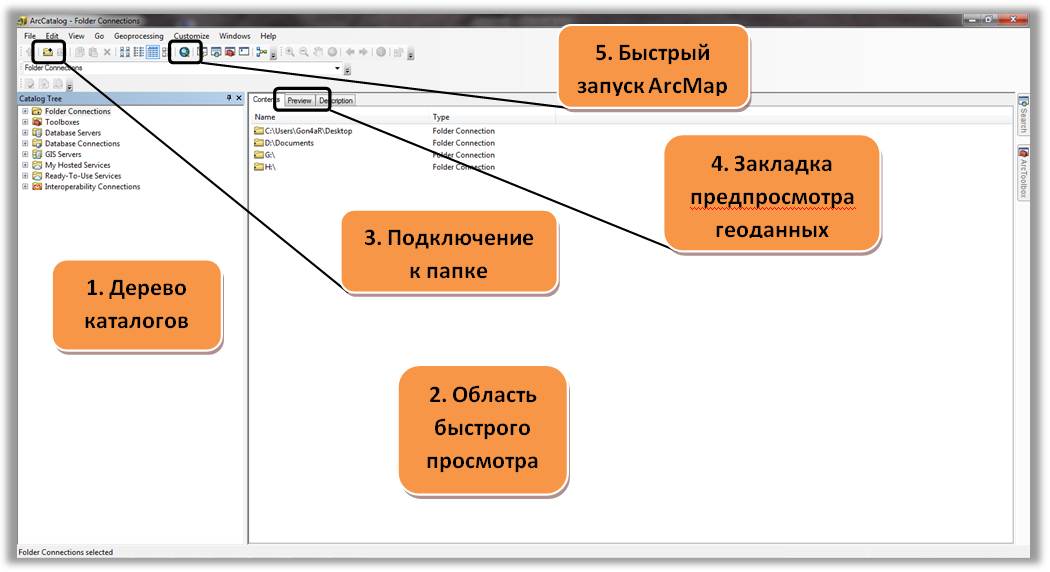 ArcCatalog - Folder Connections
File Edit View Go Geoprocessing Customize Windows Help
Folder Connections
Catalog Tree
Folder Connections
Toolboxes
Database Servers
Database Connections
GIS Servers
My Hosted Services
Ready-To-Use Services
Interoperability Connections
Contents Preview Description
Name Type
C:\Users\Gon4aR\Desktop Folder Connection
D:\Documents Folder Connection
G:\ Folder Connection
H:\ Folder Connection
Search
ArcToolbox
5. Быстрый
запуск ArcMap
4. Закладка
предпросмотра
геоданных
3. Подключение
к папке
1. Дерево
каталогов
2. Область
быстрого
просмотра
Folder Connections selected